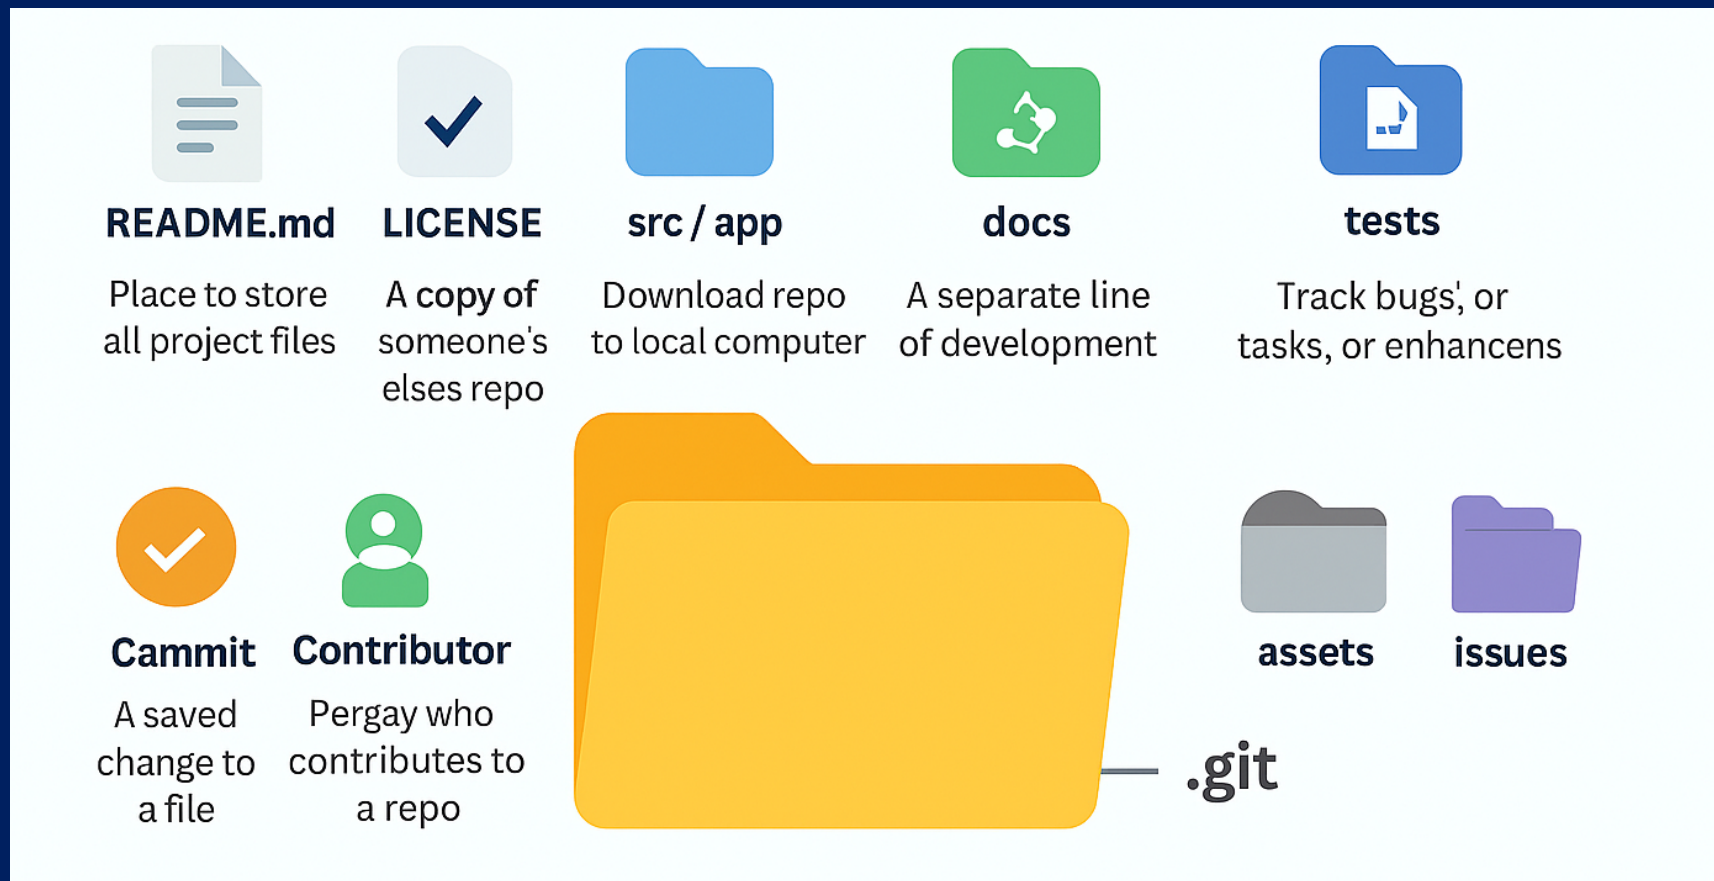 README.md
Place to store
all project files
LICENSE
A copy of
someone's
elses repo
src / app
Download repo
to local computer
docs
A separate line
of development
tests
Track bugs', or
tasks, or enhancens
Cammit
A saved
change to
a file
Contributor
Pergay who
contributes to
a repo
assets
issues
.git